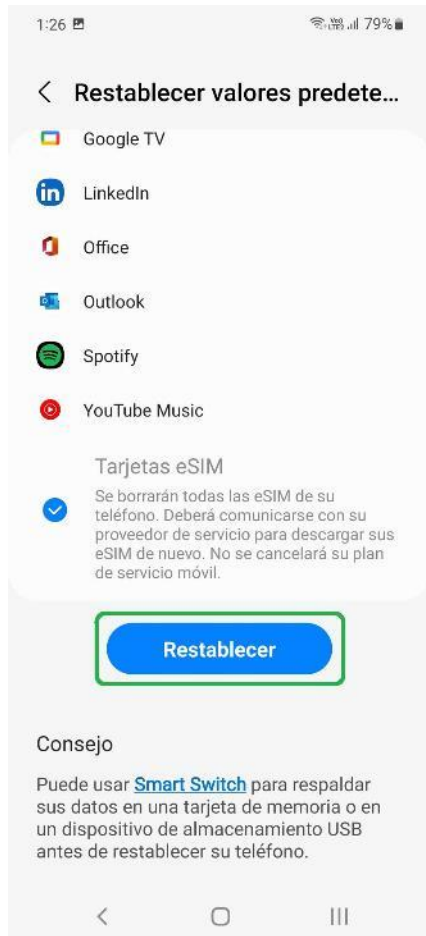 1:26 79%
Restablecer valores predete...
Google TV
in LinkedIn
Office
Outlook
Spotify
YouTube Music
Tarjetas eSIM
Se borrarán todas las eSIM de su
teléfono. Deberá comunicarse con su
proveedor de servicio para descargar sus
eSIM de nuevo. No se cancelará su plan
de servicio móvil.
Restablecer
Consejo
Puede usar Smart Switch para respaldar
sus datos en una tarjeta de memoria o en
un dispositivo de almacenamiento USB
antes de restablecer su teléfono.